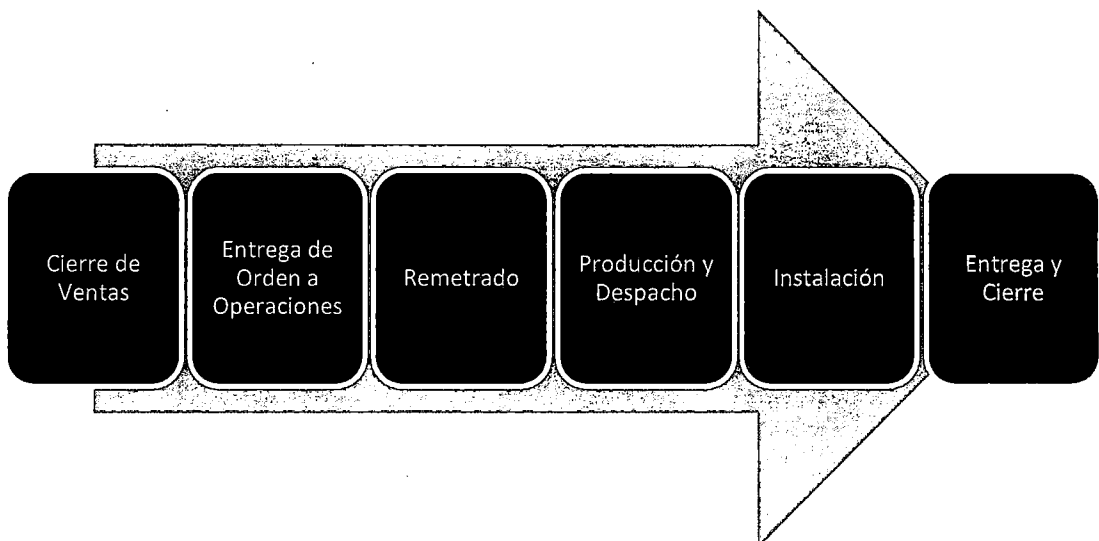 Cierre de
Ventas
Entrega de
Orden a
Operaciones
Remetrado
Producción y
Despacho
Instalación
Entrega y
Cierre